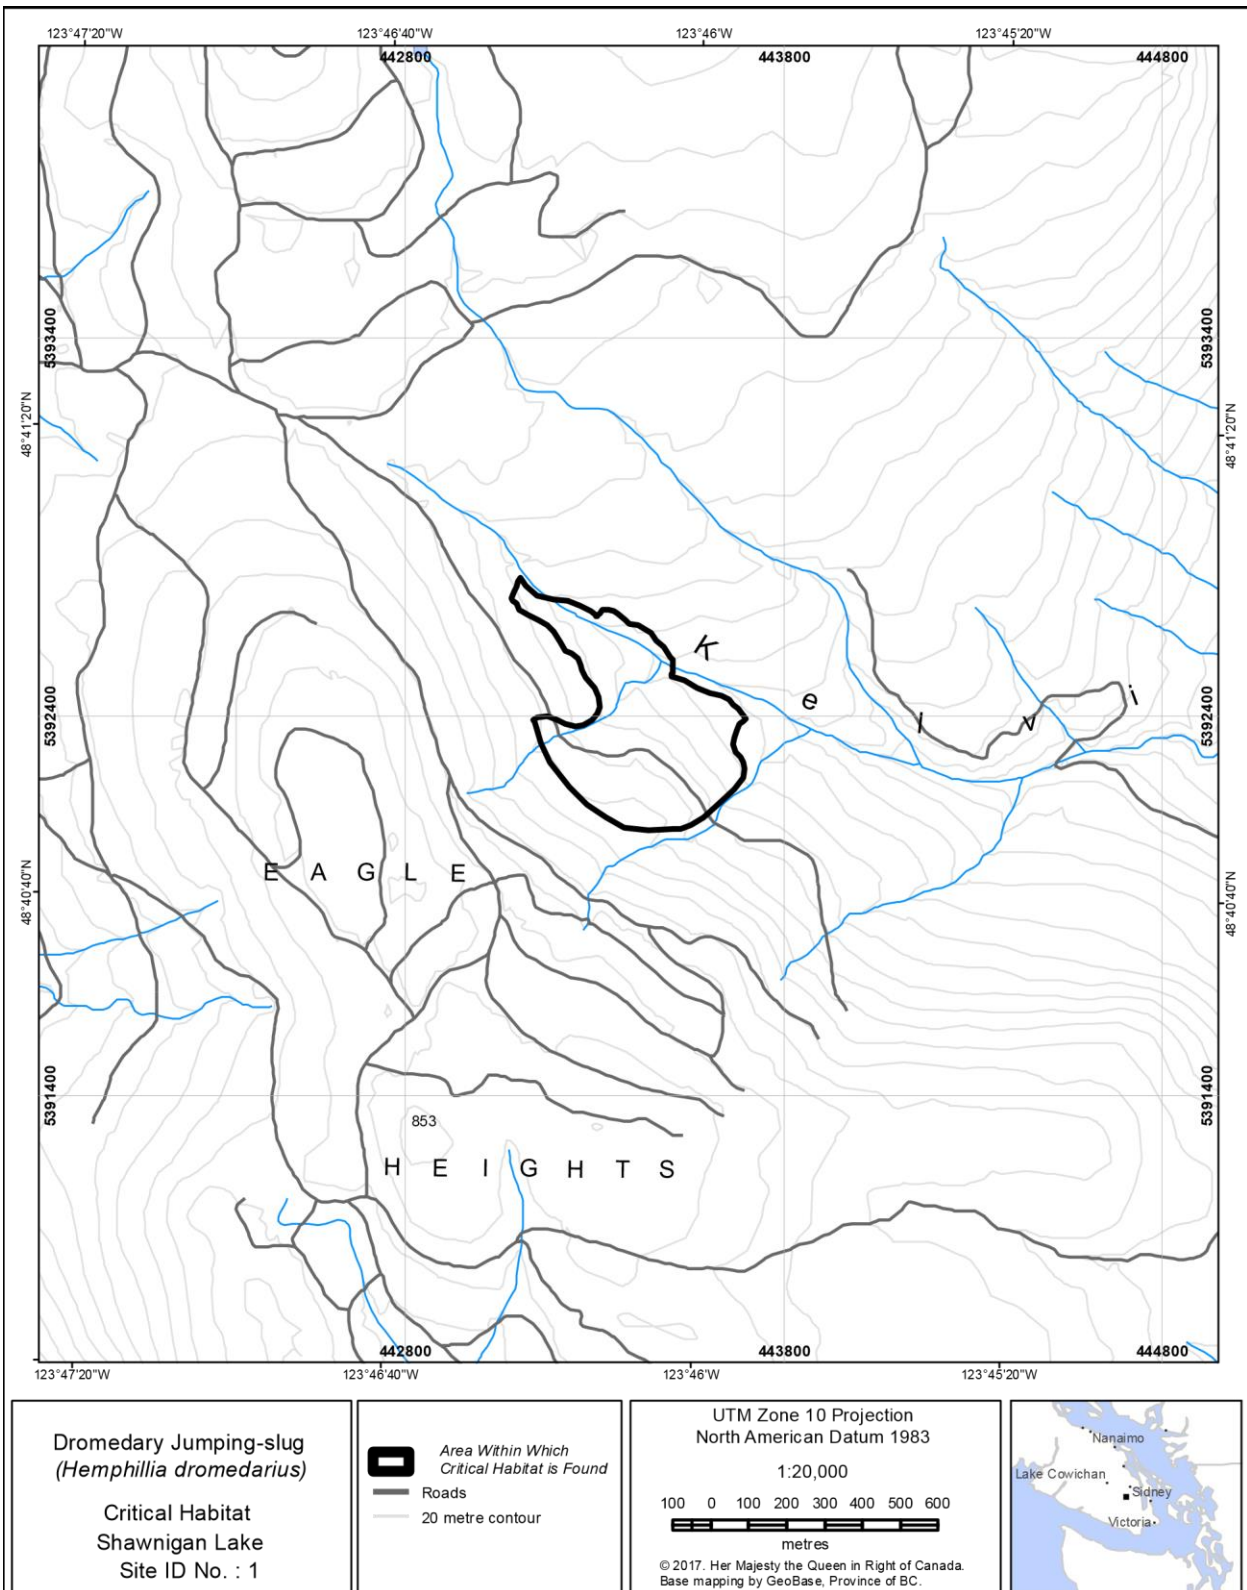 123°47'20"W 123°46'40"W 123°46'W 123°45'20"W
442800 443800 444800
5393400 5393400
48°41'20"N 48°41'20"N
K e l v i
5392400 5392400
E A G L E
48°40'40"N 48°40'40"N
5391400 5391400
853
H E I G H T S
442800 443800 444800
123°47'20"W 123°46'40"W 123°46'W 123°45'20"W
Dromedary Jumping-slug
(Hemphillia dromedarius)
Critical Habitat
Shawnigan Lake
Site ID No. : 1
Area Within Which
Critical Habitat is Found
Roads
20 metre contour
UTM Zone 10 Projection
North American Datum 1983
1:20,000
100 0 100 200 300 400 500 600
metres
© 2017. Her Majesty the Queen in Right of Canada.
Base mapping by GeoBase, Province of BC.
Nanaimo
Lake Cowichan
Sidney
Victoria